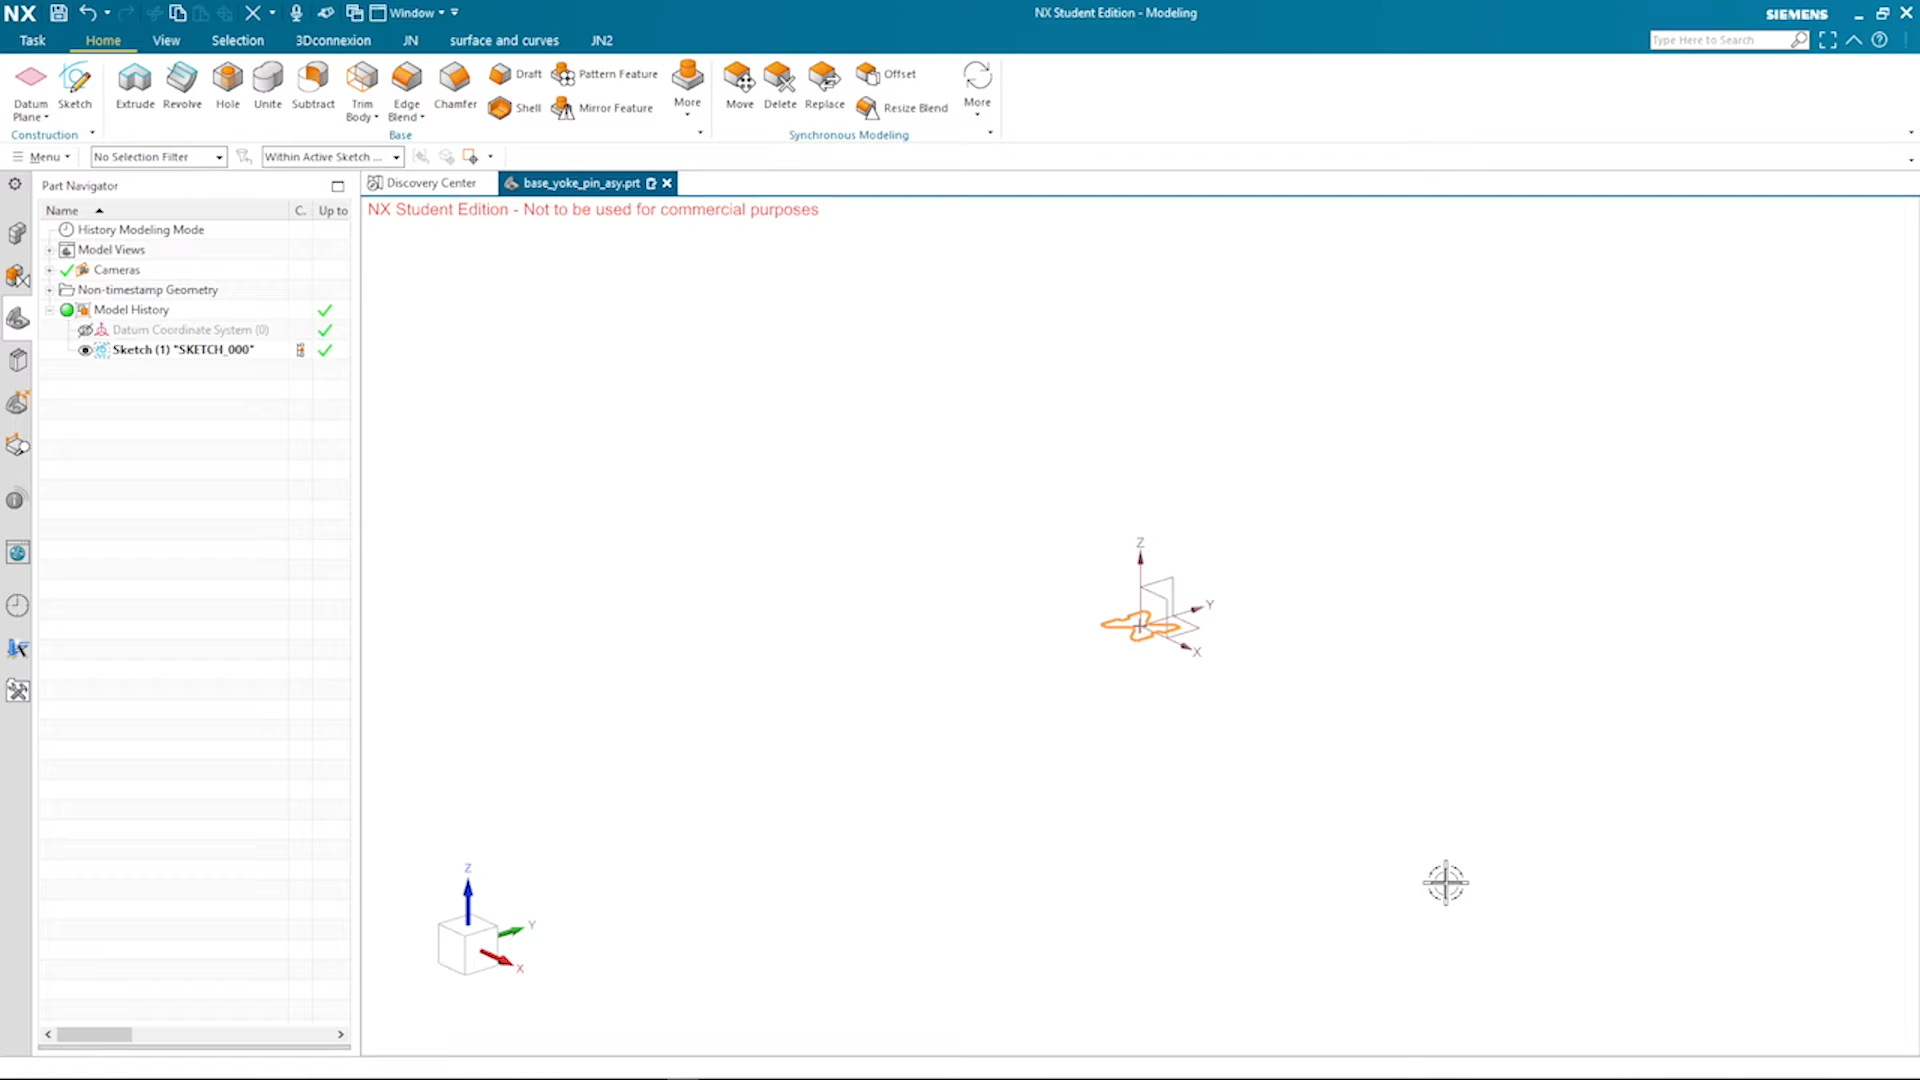 NX Window NX Student Edition - Modeling SIEMENS
Task Home View Selection 3Dconnexion JN surface and curves JN2 Type Here to Search
Datum Plane Sketch Extrude Revolve Hole Unite Subtract Trim Body Edge Blend Chamfer Draft Pattern Feature More Move Delete Replace Offset More
Shell Mirror Feature Resize Blend
Construction Base Synchronous Modeling
Menu No Selection Filter Within Active Sketch ...
Part Navigator Discovery Center base_yoke_pin_asy.prt
Name C. Up to
NX Student Edition - Not to be used for commercial purposes
History Modeling Mode
Model Views
Cameras
Non-timestamp Geometry
Model History
Datum Coordinate System (0)
Sketch (1) "SKETCH_000"
Z
Y
X
Z
Y
X